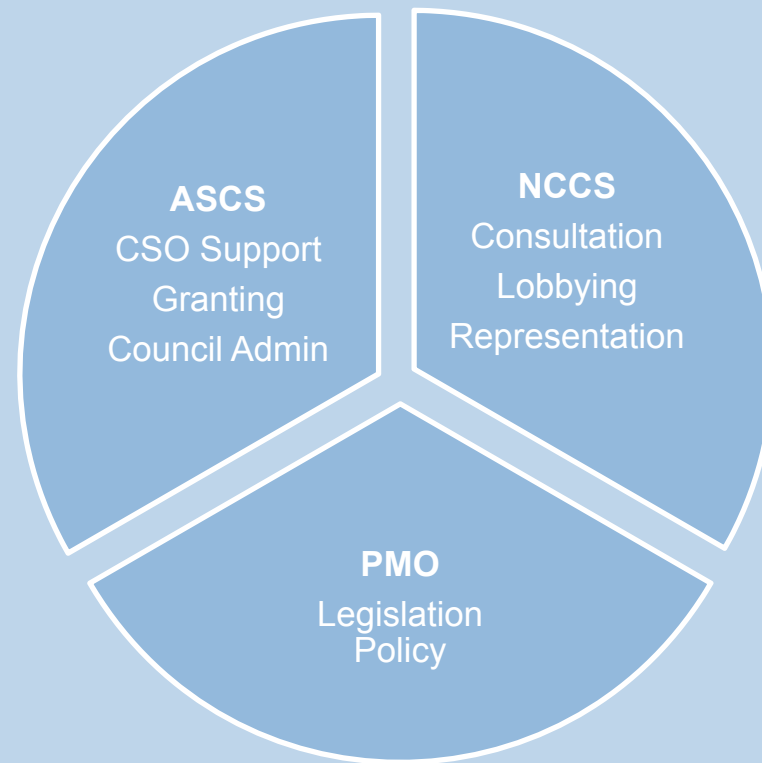 ASCS
CSO Support
Granting
Council Admin
NCCS
Consultation
Lobbying
Representation
PMO
Legislation
Policy